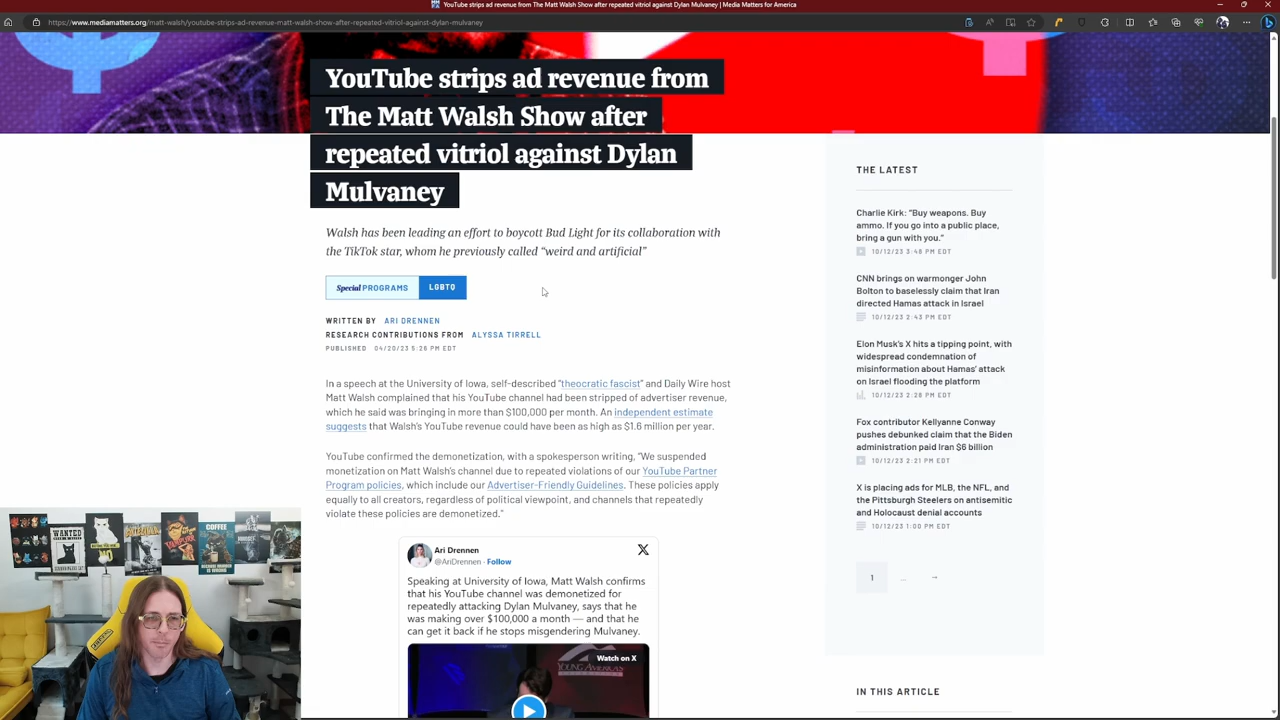 YouTube strips ad revenue from The Matt Walsh Show after repeated vitriol against Dylan Mulvaney | Media Matters for America
https://www.mediamatters.org/matt-walsh/youtube-strips-ad-revenue-matt-walsh-show-after-repeated-vitriol-against-dylan-mulvaney
YouTube strips ad revenue from
The Matt Walsh Show after
repeated vitriol against Dylan
Mulvaney
Walsh has been leading an effort to boycott Bud Light for its collaboration with
the TikTok star, whom he previously called “weird and artificial”
Special PROGRAMS LGBTQ
WRITTEN BY ARI DRENNEN
RESEARCH CONTRIBUTIONS FROM ALYSSA TIRRELL
PUBLISHED 04/20/23 5:26 PM EDT
In a speech at the University of Iowa, self-described “theocratic fascist” and Daily Wire host
Matt Walsh complained that his YouTube channel had been stripped of advertiser revenue,
which he said was bringing in more than $100,000 per month. An independent estimate
suggests that Walsh’s YouTube revenue could have been as high as $1.6 million per year.
YouTube confirmed the demonetization, with a spokesperson writing, “We suspended
monetization on Matt Walsh’s channel due to repeated violations of our YouTube Partner
Program policies, which include our Advertiser-Friendly Guidelines. These policies apply
equally to all creators, regardless of political viewpoint, and channels that repeatedly
violate these policies are demonetized.”
Ari Drennen
@AriDrennen · Follow
Speaking at University of Iowa, Matt Walsh confirms
that his YouTube channel was demonetized for
repeatedly attacking Dylan Mulvaney, says that he
was making over $100,000 a month — and that he
can get it back if he stops misgendering Mulvaney.
Watch on X
YOUNG AMERICA'S
THE LATEST
Charlie Kirk: “Buy weapons. Buy
ammo. If you go into a public place,
bring a gun with you.”
10/12/23 3:48 PM EDT
CNN brings on warmonger John
Bolton to baselessly claim that Iran
directed Hamas attack in Israel
10/12/23 2:43 PM EDT
Elon Musk’s X hits a tipping point, with
widespread condemnation of
misinformation about Hamas’ attack
on Israel flooding the platform
10/12/23 2:28 PM EDT
Fox contributor Kellyanne Conway
pushes debunked claim that the Biden
administration paid Iran $6 billion
10/12/23 2:21 PM EDT
X is placing ads for MLB, the NFL, and
the Pittsburgh Steelers on antisemitic
and Holocaust denial accounts
10/12/23 1:00 PM EDT
1 ... →
IN THIS ARTICLE
WANTED
COFFEE